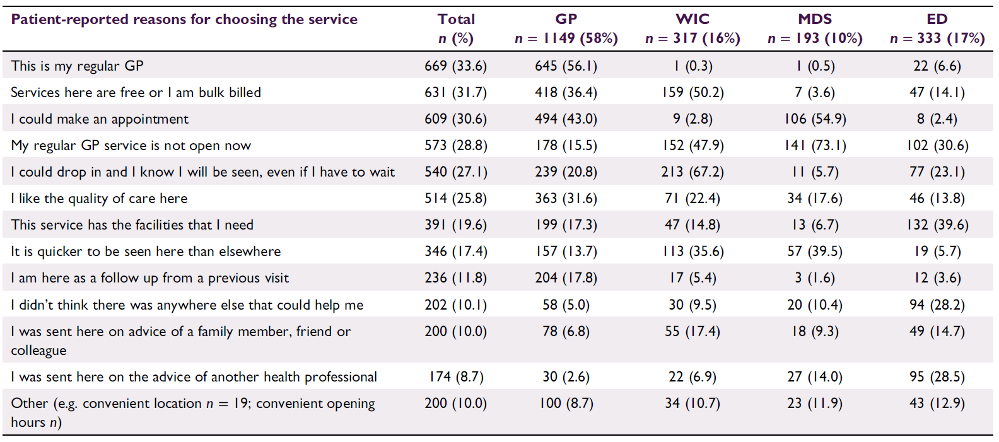 Patient-reported reasons for choosing the service Total GP WIC MDS ED
n (%) n = 1149 (58%) n = 317 (16%) n = 193 (10%) n = 333 (17%)
This is my regular GP 669 (33.6) 645 (56.1) 1 (0.3) 1 (0.5) 22 (6.6)
Services here are free or I am bulk billed 631 (31.7) 418 (36.4) 159 (50.2) 7 (3.6) 47 (14.1)
I could make an appointment 609 (30.6) 494 (43.0) 9 (2.8) 106 (54.9) 8 (2.4)
My regular GP service is not open now 573 (28.8) 178 (15.5) 152 (47.9) 141 (73.1) 102 (30.6)
I could drop in and I know I will be seen, even if I have to wait 540 (27.1) 239 (20.8) 213 (67.2) 11 (5.7) 77 (23.1)
I like the quality of care here 514 (25.8) 363 (31.6) 71 (22.4) 34 (17.6) 46 (13.8)
This service has the facilities that I need 391 (19.6) 199 (17.3) 47 (14.8) 13 (6.7) 132 (39.6)
It is quicker to be seen here than elsewhere 346 (17.4) 157 (13.7) 113 (35.6) 57 (39.5) 19 (5.7)
I am here as a follow up from a previous visit 236 (11.8) 204 (17.8) 17 (5.4) 3 (1.6) 12 (3.6)
I didn't think there was anywhere else that could help me 202 (10.1) 58 (5.0) 30 (9.5) 20 (10.4) 94 (28.2)
I was sent here on advice of a family member, friend or 200 (10.0) 78 (6.8) 55 (17.4) 18 (9.3) 49 (14.7)
colleague
I was sent here on the advice of another health professional 174 (8.7) 30 (2.6) 22 (6.9) 27 (14.0) 95 (28.5)
Other (e.g. convenient location n = 19; convenient opening 200 (10.0) 100 (8.7) 34 (10.7) 23 (11.9) 43 (12.9)
hours n)